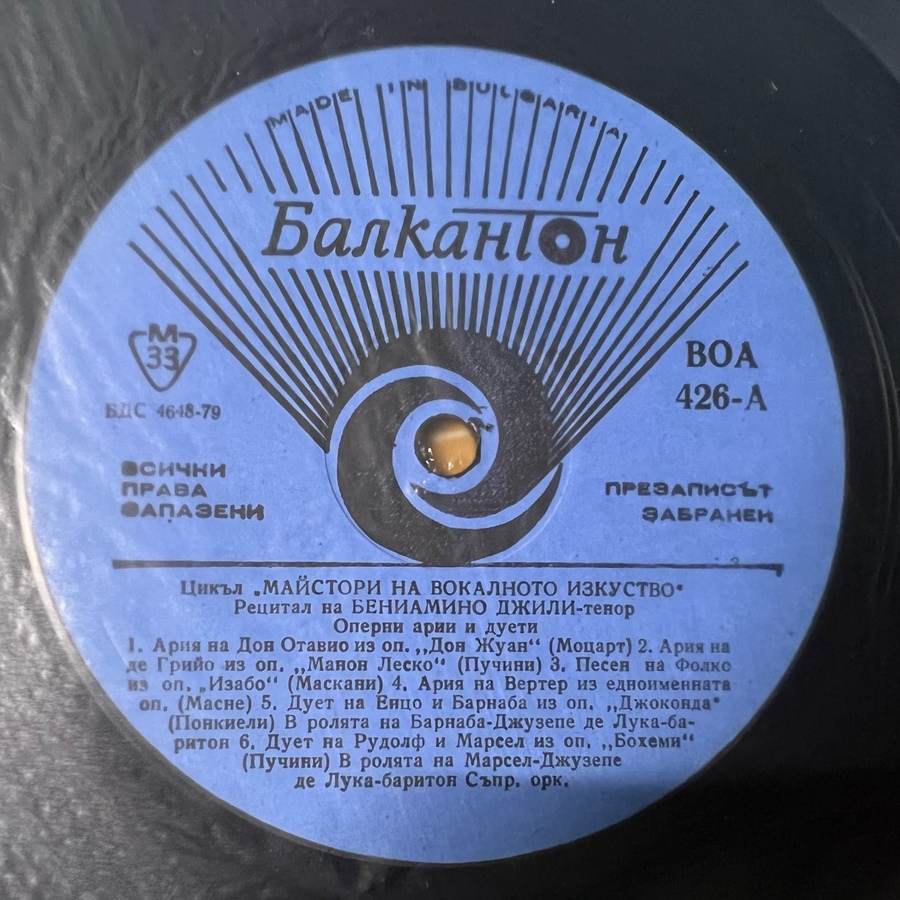 MADE IN BULGARIA
Балкантон
М
33
БДС 4648-79
ВОА
426-А
ВСИЧКИ
ПРАВА
ЗАПАЗЕНИ
ПРЕЗАПИСЪТ
ЗАБРАНЕН
Цикъл „МАЙСТОРИ НА ВОКАЛНОТО ИЗКУСТВО“
Рецитал на БЕНИАМИНО ДЖИЛИ-тенор
Оперни арии и дуети
1. Ария на Дон Отавио из оп. „Дон Жуан“ (Моцарт) 2. Ария на
де Грийо из оп. „Манон Леско“ (Пучини) 3. Песен на Фолко
из оп. „Изабо“ (Маскани) 4. Ария на Вертер из едноименната
оп. (Масне) 5. Дует на Енцо и Барнаба из оп. „Джоконда“
(Понкиели) В ролята на Барнаба-Джузепе де Лука-ба-
ритон 6. Дует на Рудолф и Марсел из оп. „Бохеми“
(Пучини) В ролята на Марсел-Джузепе
де Лука-баритон Съпр. орк.